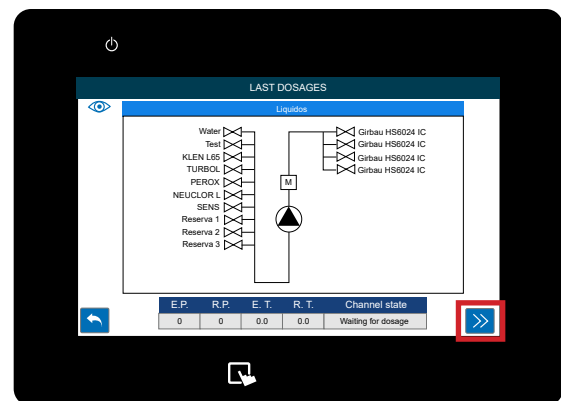 LAST DOSAGES
Liquidos
Water
Test
KLEN L65
TURBOL
PEROX
NEUCLOR L
SENS
Reserva 1
Reserva 2
Reserva 3
M
Girbau HS6024 IC
Girbau HS6024 IC
Girbau HS6024 IC
Girbau HS6024 IC
E.P. R.P. E. T. R. T. Channel state
0 0 0.0 0.0 Waiting for dosage